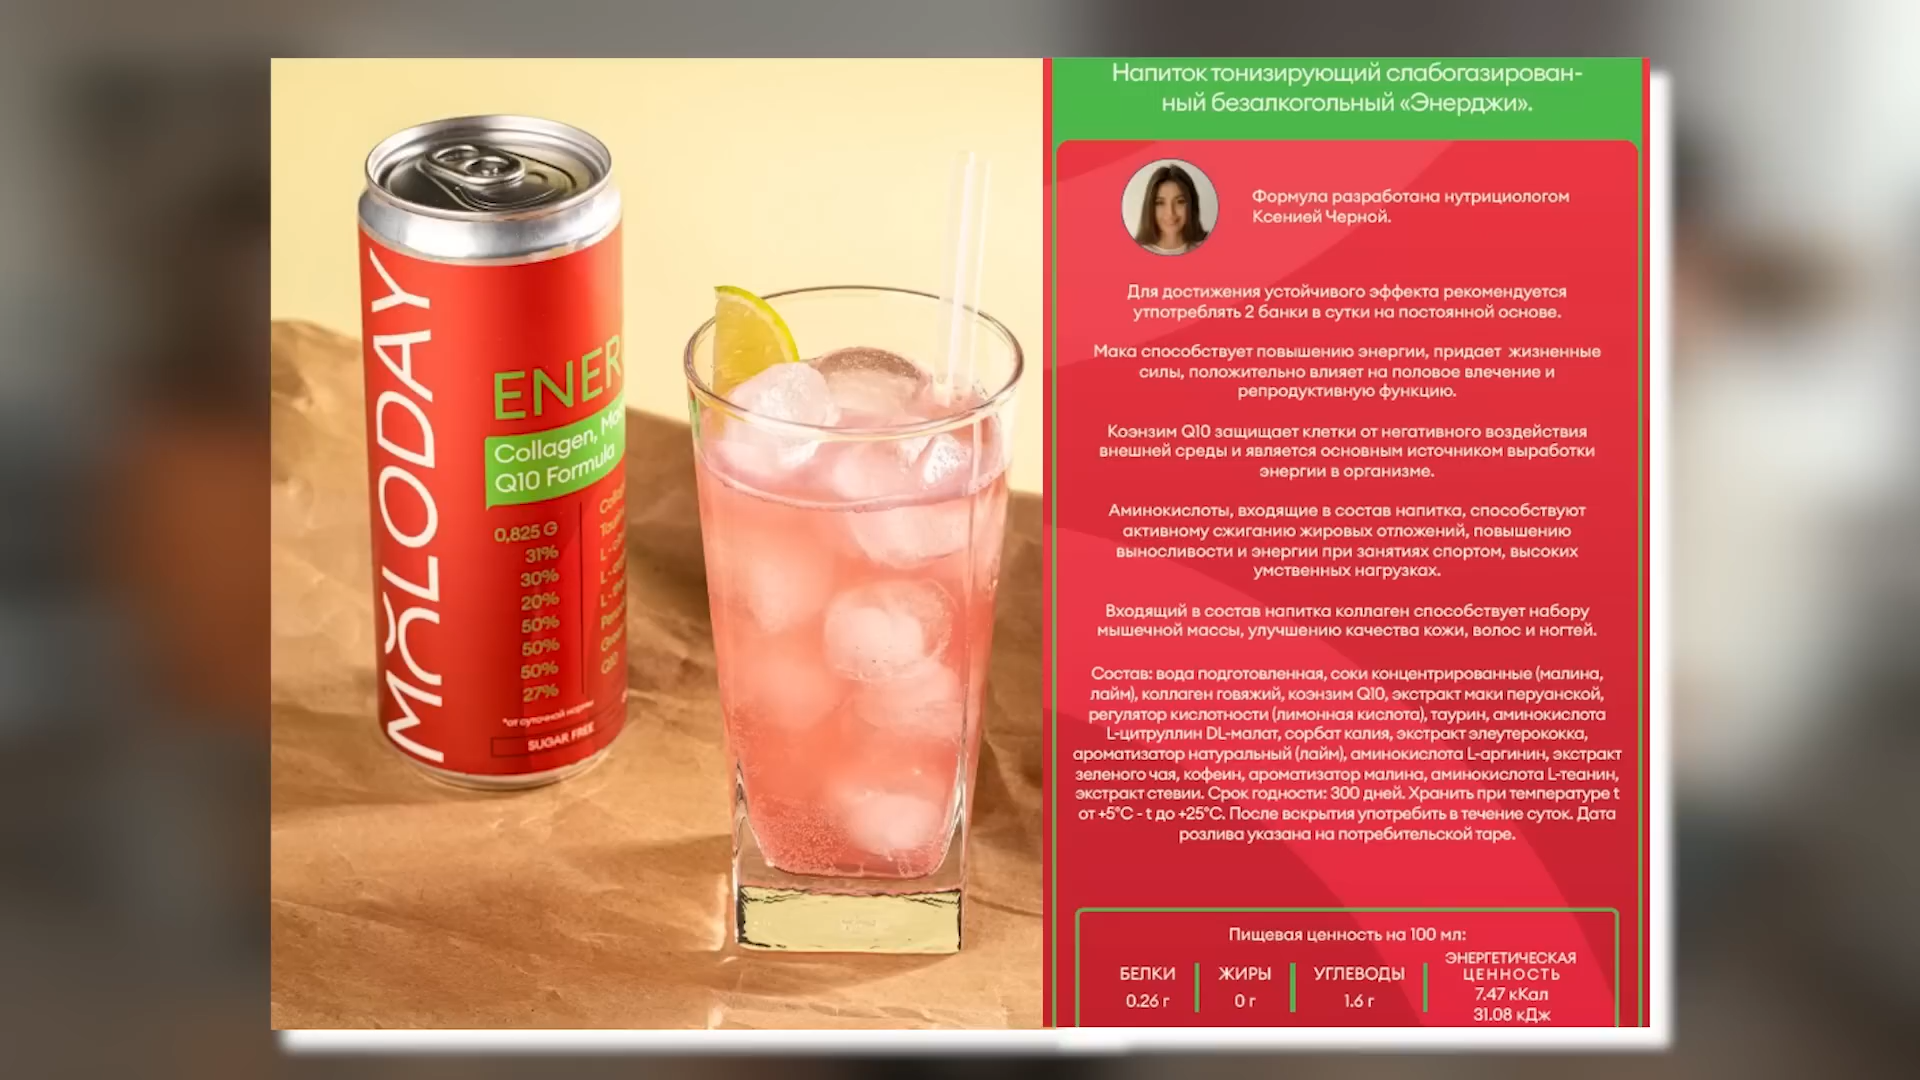 MALODAY
ENER
Collagen,
Q10 Formula
0,825 G
31%
30%
20%
50%
50%
50%
27%
Q10
*от суточной нормы
SUGAR FREE
Напиток тонизирующий слабогазирован-
ный безалкогольный «Энерджи».
Формула разработана нутрициологом
Ксенией Черной.
Для достижения устойчивого эффекта рекомендуется
утпотреблять 2 банки в сутки на постоянной основе.
Мака способствует повышению энергии, придает жизненные
силы, положительно влияет на половое влечение и
репродуктивную функцию.
Коэнзим Q10 защищает клетки от негативного воздействия
внешней среды и является основным источником выработки
энергии в организме.
Аминокислоты, входящие в состав напитка, способствуют
активному сжиганию жировых отложений, повышению
выносливости и энергии при занятиях спортом, высоких
умственных нагрузках.
Входящий в состав напитка коллаген способствует набору
мышечной массы, улучшению качества кожи, волос и ногтей.
Состав: вода подготовленная, соки концентрированные (малина,
лайм), коллаген говяжий, коэнзим Q10, экстракт маки перуанской,
регулятор кислотности (лимонная кислота), таурин, аминокислота
L-цитруллин DL-малат, сорбат калия, экстракт элеутерококка,
ароматизатор натуральный (лайм), аминокислота L-аргинин, экстракт
зеленого чая, кофеин, ароматизатор малина, аминокислота L-теанин,
экстракт стевии. Срок годности: 300 дней. Хранить при температуре t
от +5°C - t до +25°C. После вскрытия употребить в течение суток. Дата
розлива указана на потребительской таре.
Пищевая ценность на 100 мл:
БЕЛКИ
0.26 г
ЖИРЫ
0 г
УГЛЕВОДЫ
1.6 г
ЭНЕРГЕТИЧЕСКАЯ
ЦЕННОСТЬ
7.47 кКал
31.08 кДж